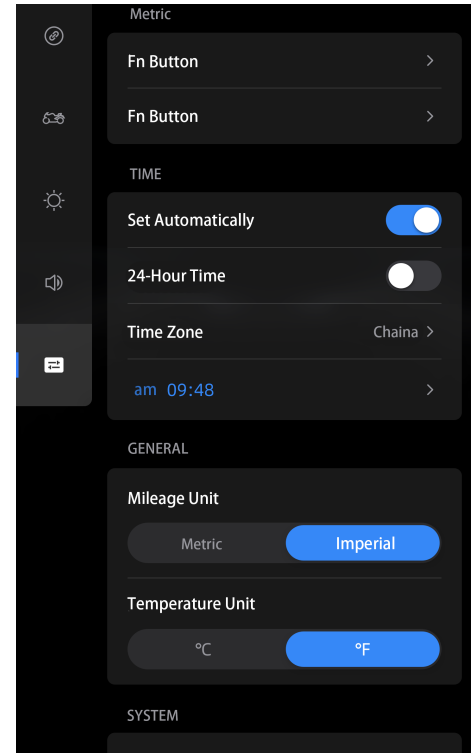 Metric
Fn Button
Fn Button
TIME
Set Automatically
24-Hour Time
Time Zone Chaina
am 09:48
GENERAL
Mileage Unit
Metric Imperial
Temperature Unit
°C °F
SYSTEM